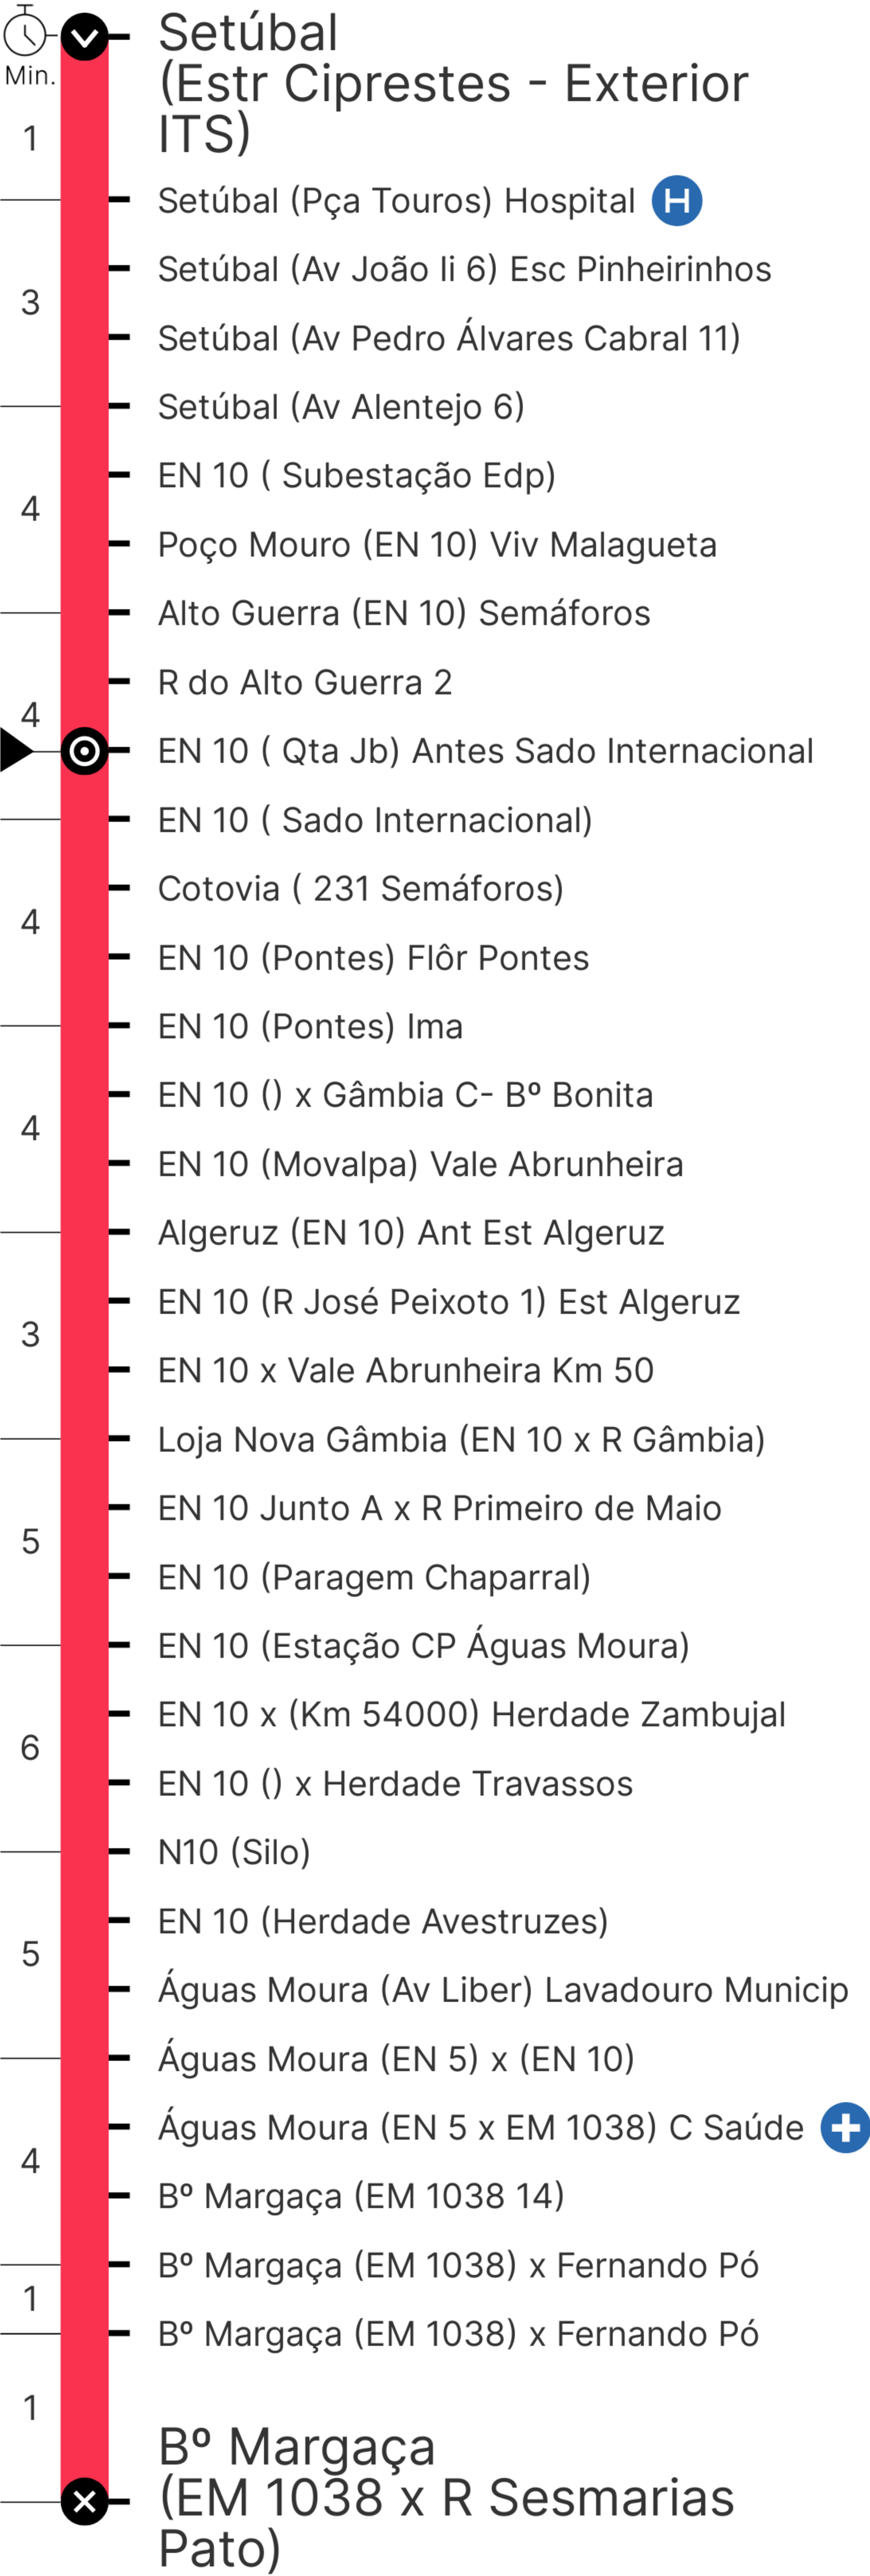 Setúbal
(Estr Ciprestes - Exterior
ITS)
Min.
1
Setúbal (Pça Touros) Hospital H
Setúbal (Av João Ii 6) Esc Pinheirinhos
3
Setúbal (Av Pedro Álvares Cabral 11)
Setúbal (Av Alentejo 6)
EN 10 ( Subestação Edp)
4
Poço Mouro (EN 10) Viv Malagueta
Alto Guerra (EN 10) Semáforos
R do Alto Guerra 2
4
EN 10 ( Qta Jb) Antes Sado Internacional
EN 10 ( Sado Internacional)
Cotovia ( 231 Semáforos)
4
EN 10 (Pontes) Flôr Pontes
EN 10 (Pontes) Ima
EN 10 () x Gâmbia C- Bº Bonita
4
EN 10 (Movalpa) Vale Abrunheira
Algeruz (EN 10) Ant Est Algeruz
EN 10 (R José Peixoto 1) Est Algeruz
3
EN 10 x Vale Abrunheira Km 50
Loja Nova Gâmbia (EN 10 x R Gâmbia)
EN 10 Junto A x R Primeiro de Maio
5
EN 10 (Paragem Chaparral)
EN 10 (Estação CP Águas Moura)
EN 10 x (Km 54000) Herdade Zambujal
6
EN 10 () x Herdade Travassos
N10 (Silo)
EN 10 (Herdade Avestruzes)
5
Águas Moura (Av Liber) Lavadouro Municip
Águas Moura (EN 5) x (EN 10)
Águas Moura (EN 5 x EM 1038) C Saúde
4
Bº Margaça (EM 1038 14)
Bº Margaça (EM 1038) x Fernando Pó
1
Bº Margaça (EM 1038) x Fernando Pó
1
Bº Margaça
(EM 1038 x R Sesmarias
Pato)